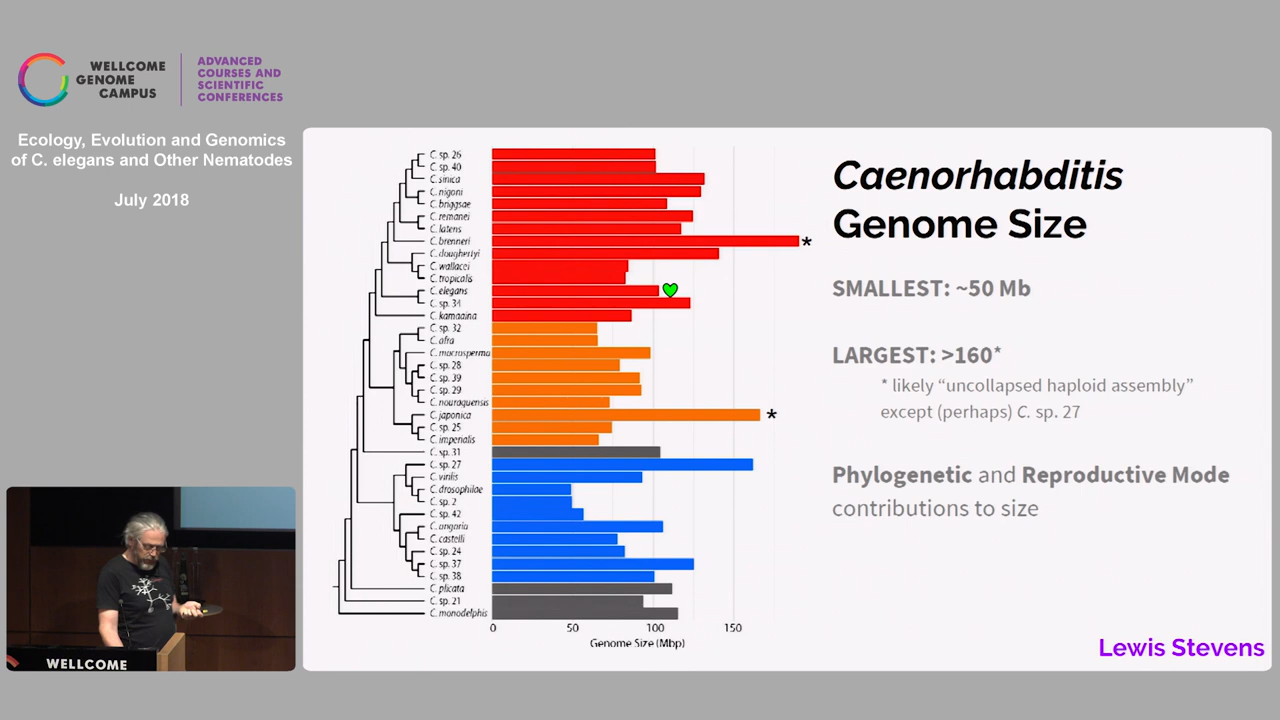 WELLCOME
GENOME
CAMPUS
ADVANCED
COURSES AND
SCIENTIFIC
CONFERENCES
Ecology, Evolution and Genomics
of C. elegans and Other Nematodes
July 2018
C. sp. 26
C. sp. 40
C. sinica
C. nigoni
C. briggsae
C. remanei
C. latens
C. brenneri
*
C. doughertyi
C. wallacei
C. tropicalis
C. elegans
C. sp. 34
C. kamaaina
C. sp. 32
C. afra
C. macrosperma
C. sp. 28
C. sp. 39
C. sp. 29
C. nouraguensis
C. japonica
*
C. sp. 25
C. imperialis
C. sp. 31
C. sp. 27
C. virilis
C. drosophilae
C. sp. 2
C. sp. 42
C. angaria
C. castelli
C. sp. 24
C. sp. 37
C. sp. 38
C. plicata
C. sp. 21
C. monodelphis
0 50 100 150
Genome Size (Mbp)
Caenorhabditis
Genome Size
SMALLEST: ~50 Mb
LARGEST: >160*
* likely “uncollapsed haploid assembly”
except (perhaps) C. sp. 27
Phylogenetic and Reproductive Mode
contributions to size
Lewis Stevens
WELLCOME